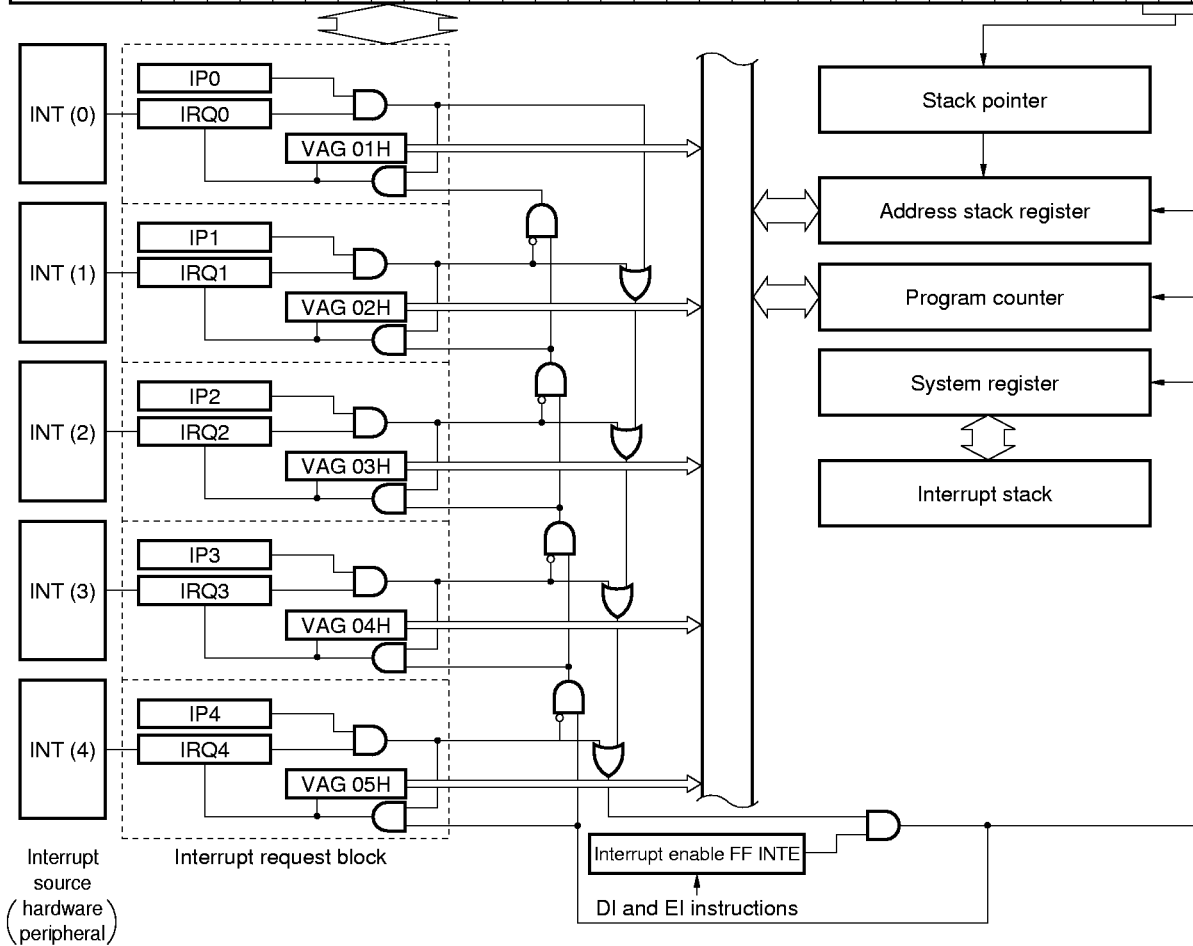 INT (0)
IP0
IRQ0
VAG 01H
INT (1)
IP1
IRQ1
VAG 02H
INT (2)
IP2
IRQ2
VAG 03H
INT (3)
IP3
IRQ3
VAG 04H
INT (4)
IP4
IRQ4
VAG 05H
Stack pointer
Address stack register
Program counter
System register
Interrupt stack
Interrupt enable FF INTE
DI and EI instructions
Interrupt request block
Interrupt
source
(hardware
peripheral)